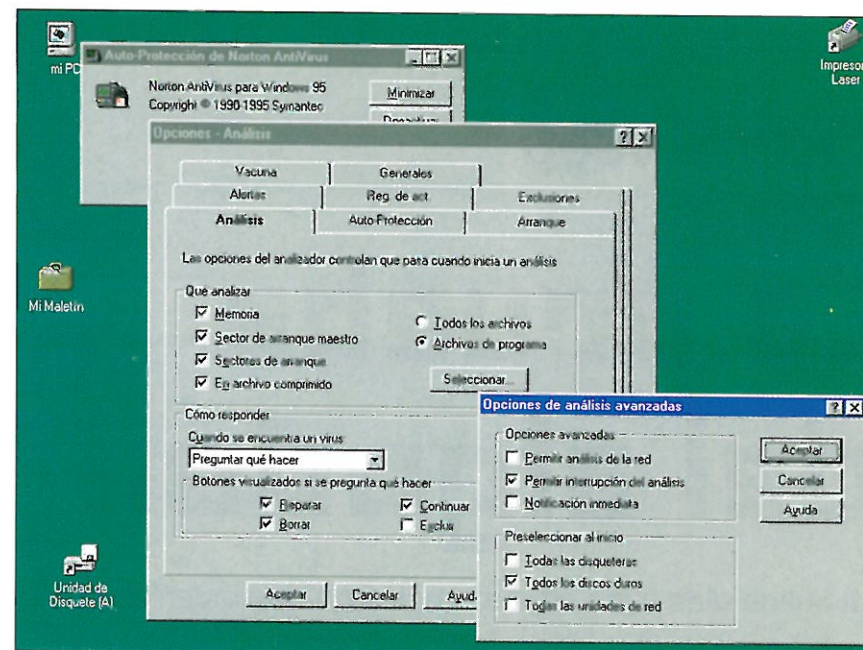 mi PC
Auto-Protección de Norton AntiVirus
Norton AntiVirus para Windows 95
Copyright © 1990-1995 Symantec
Minimizar
Impresora
Laser
Opciones - Análisis
Vacuna
Generales
Alertas
Reg. de act.
Exclusiones
Análisis
Auto-Protección
Arranque
Las opciones del analizador controlan que pasa cuando inicia un análisis
Qué analizar
Memoria
Sector de arranque maestro
Sectores de arranque
En archivo comprimido
Todos los archivos
Archivos de programa
Seleccionar...
Mi Maletín
Cómo responder
Cuando se encuentra un virus:
Preguntar qué hacer
Botones visualizados si se pregunta qué hacer
Reparar
Continuar
Borrar
Excluir
Aceptar
Cancelar
Unidad de
Disquete (A)
Opciones de análisis avanzadas
Opciones avanzadas
Permitir análisis de la red
Permitir interrupción del análisis
Notificación inmediata
Aceptar
Cancelar
Ayuda
Preseleccionar al inicio
Todas las disqueteras
Todos los discos duros
Todas las unidades de red